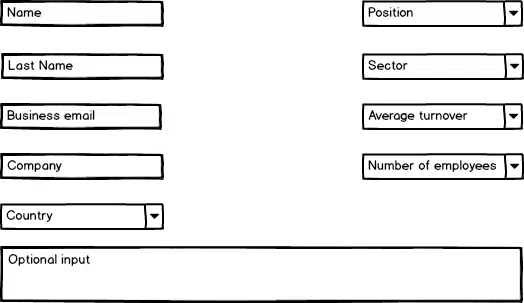 Name
Position
Last Name
Sector
Business email
Average turnover
Company
Number of employees
Country
Optional input